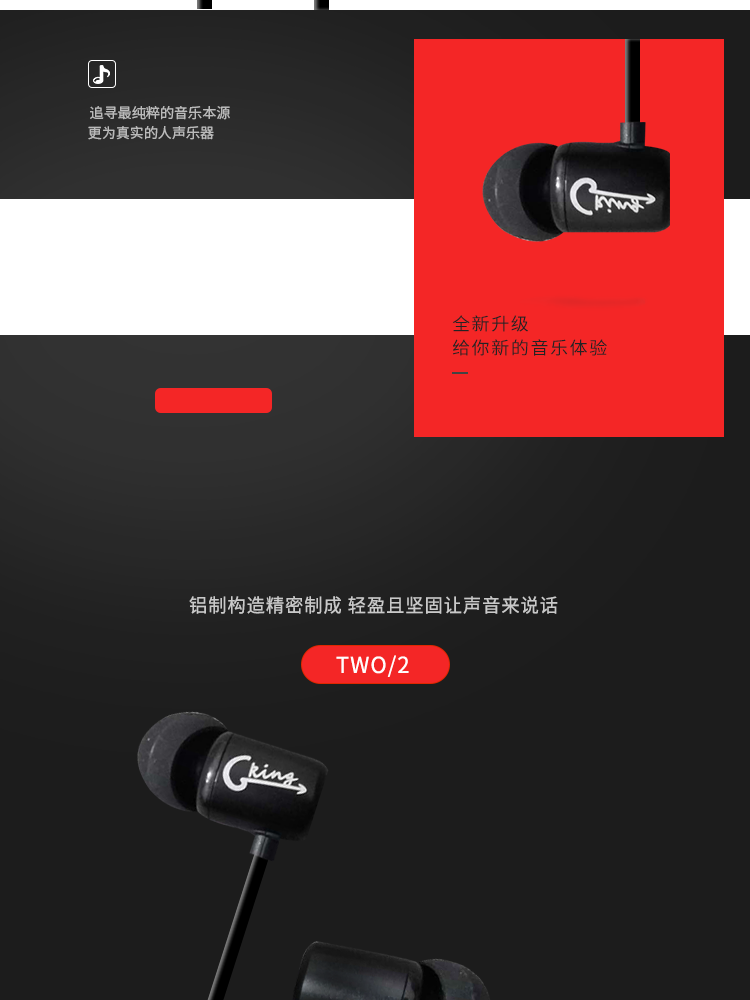 追寻最纯粹的音乐本源
更为真实的人声乐器
Gking
全新升级
给你新的音乐体验
铝制构造精密制成 轻盈且坚固让声音来说话
TWO/2
Gking